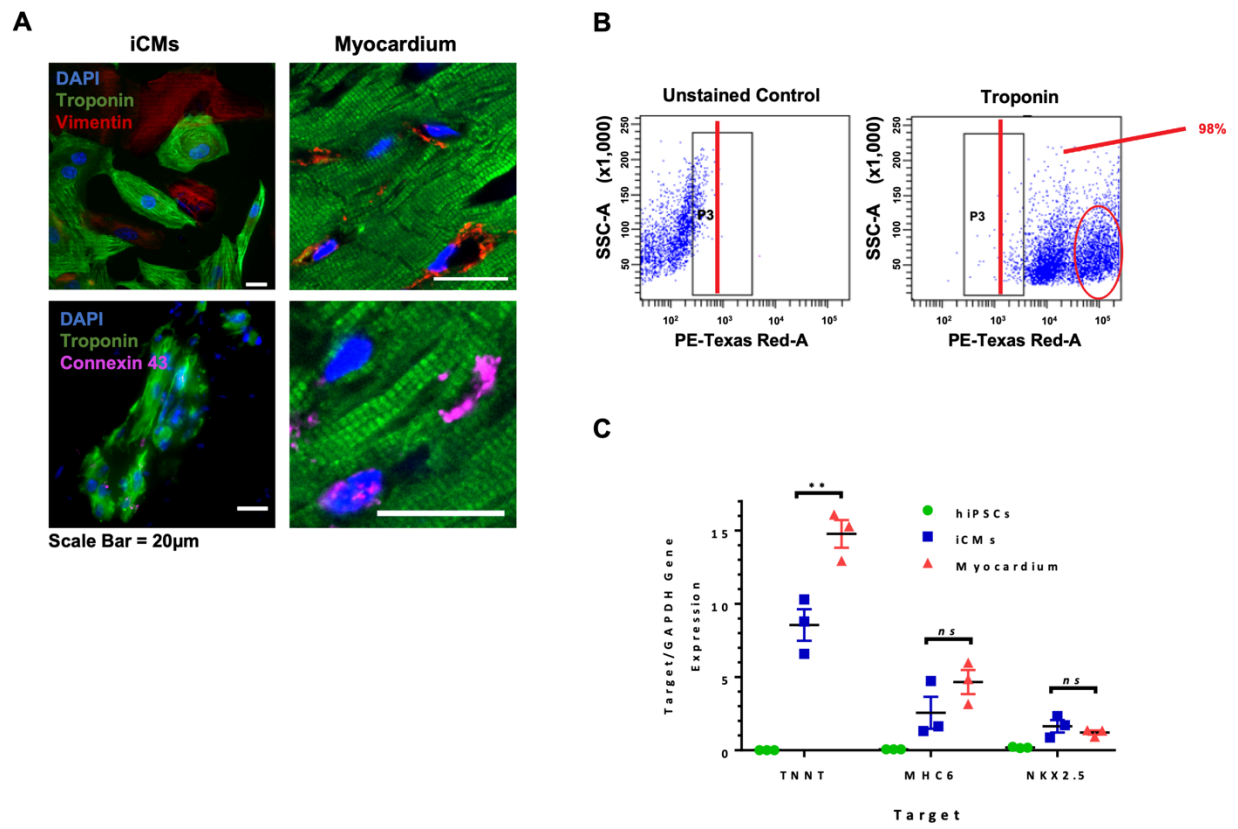 A
iCMs
Myocardium
DAPI
Troponin
Vimentin
DAPI
Troponin
Connexin 43
Scale Bar = 20µm
B
Unstained Control
SSC-A (x1,000)
50 100 150 200 250
P3
10² 10³ 10⁴ 10⁵
PE-Texas Red-A
Troponin
98%
SSC-A (x1,000)
50 100 150 200 250
P3
10² 10³ 10⁴ 10⁵
PE-Texas Red-A
C
Target/GAPDH Gene
Expression
15
10
5
0
**
ns
ns
hiPSCs
iCMs
Myocardium
TNNT
MHC6
NKX2.5
Target